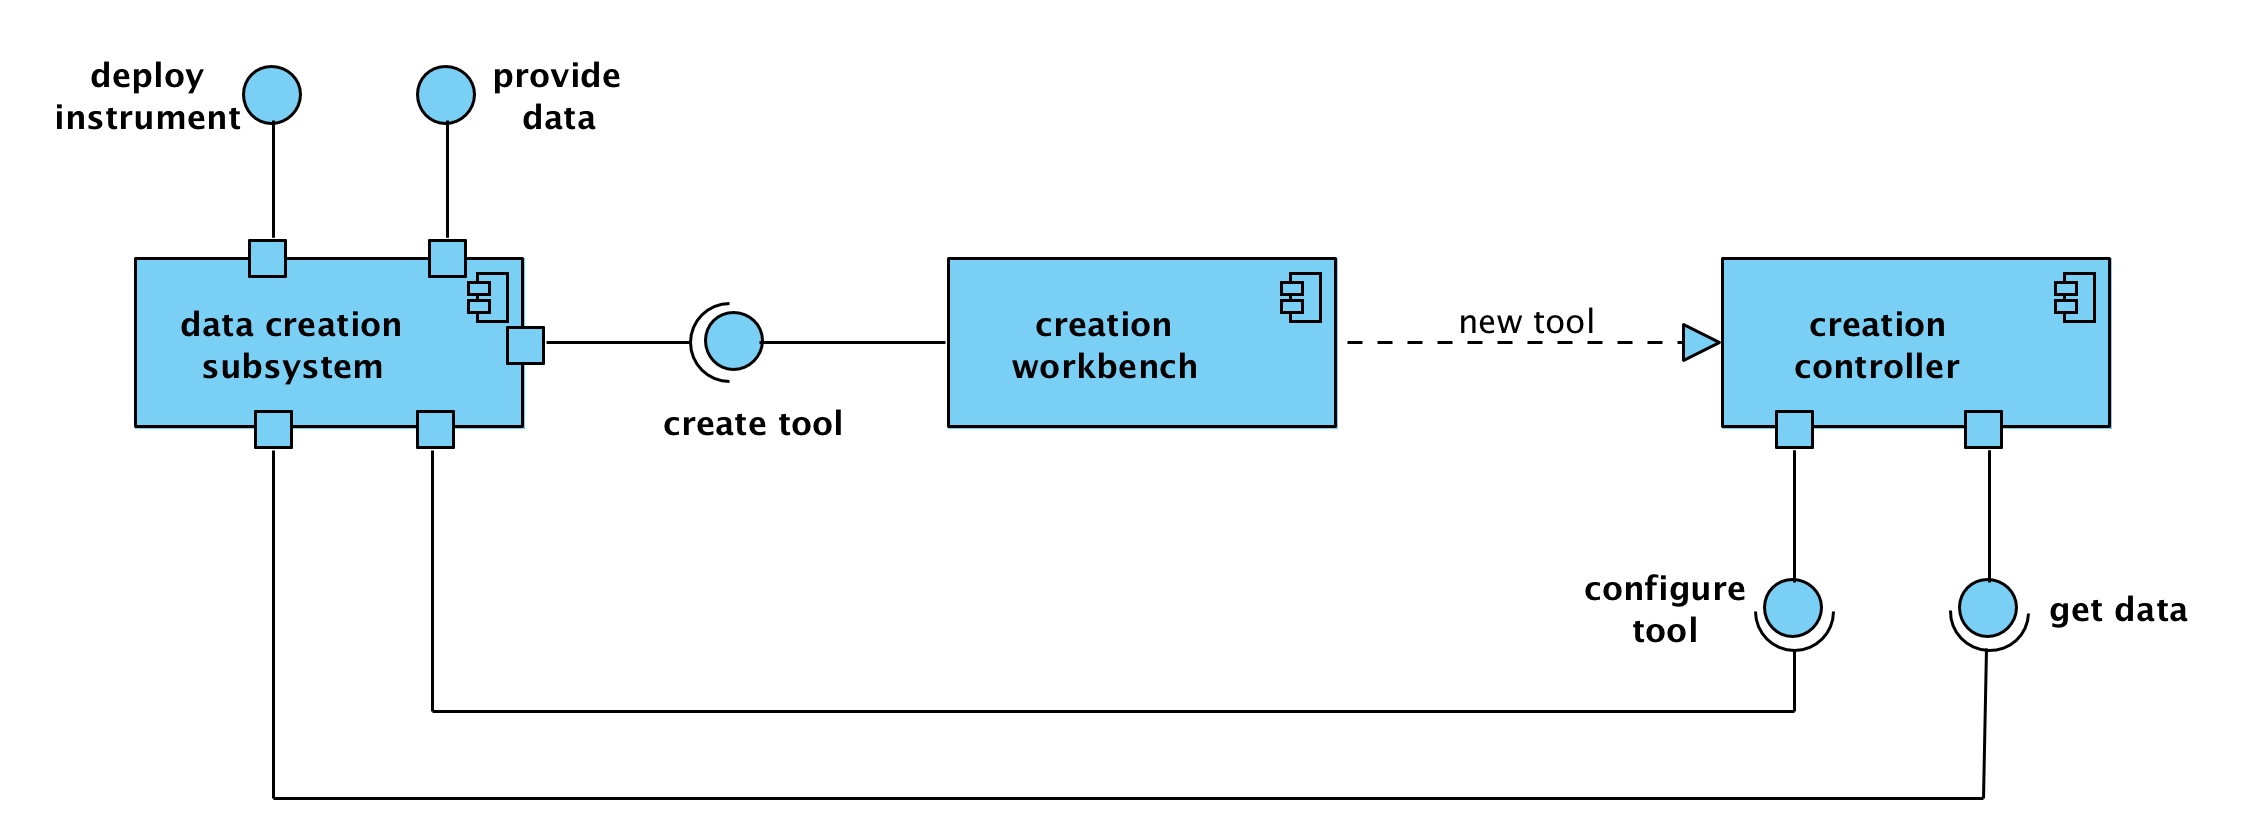 deploy
instrument
provide
data
data creation
subsystem
create tool
creation
workbench
new tool
creation
controller
configure
tool
get data